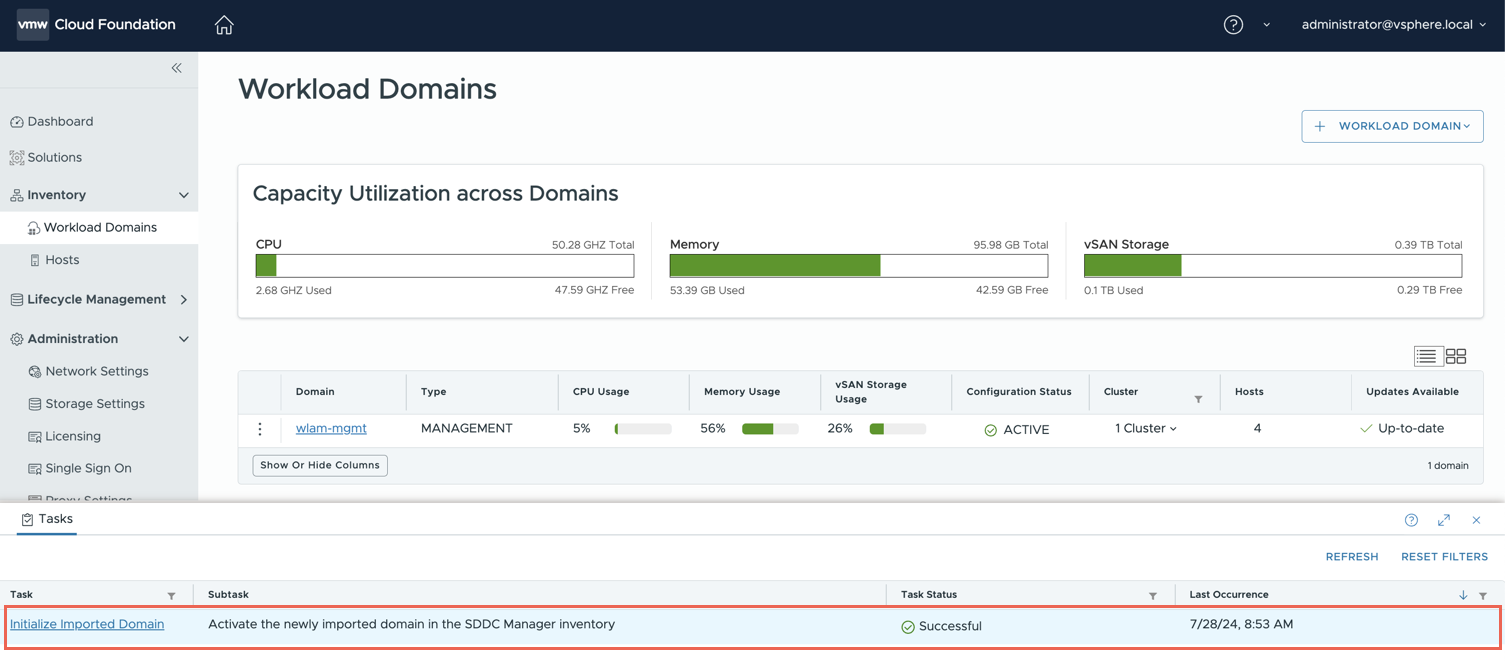 vmw Cloud Foundation
administrator@vsphere.local
Dashboard
Solutions
Inventory
Workload Domains
Hosts
Lifecycle Management
Administration
Network Settings
Storage Settings
Licensing
Single Sign On
Proxy Settings
Workload Domains
+ WORKLOAD DOMAIN
Capacity Utilization across Domains
CPU 50.28 GHZ Total
2.68 GHZ Used 47.59 GHZ Free
Memory 95.98 GB Total
53.39 GB Used 42.59 GB Free
vSAN Storage 0.39 TB Total
0.1 TB Used 0.29 TB Free
Domain Type CPU Usage Memory Usage vSAN Storage Usage Configuration Status Cluster Hosts Updates Available
wlam-mgmt MANAGEMENT 5% 56% 26% ACTIVE 1 Cluster 4 Up-to-date
Show Or Hide Columns 1 domain
Tasks
REFRESH RESET FILTERS
Task Subtask Task Status Last Occurrence
Initialize Imported Domain Activate the newly imported domain in the SDDC Manager inventory Successful 7/28/24, 8:53 AM